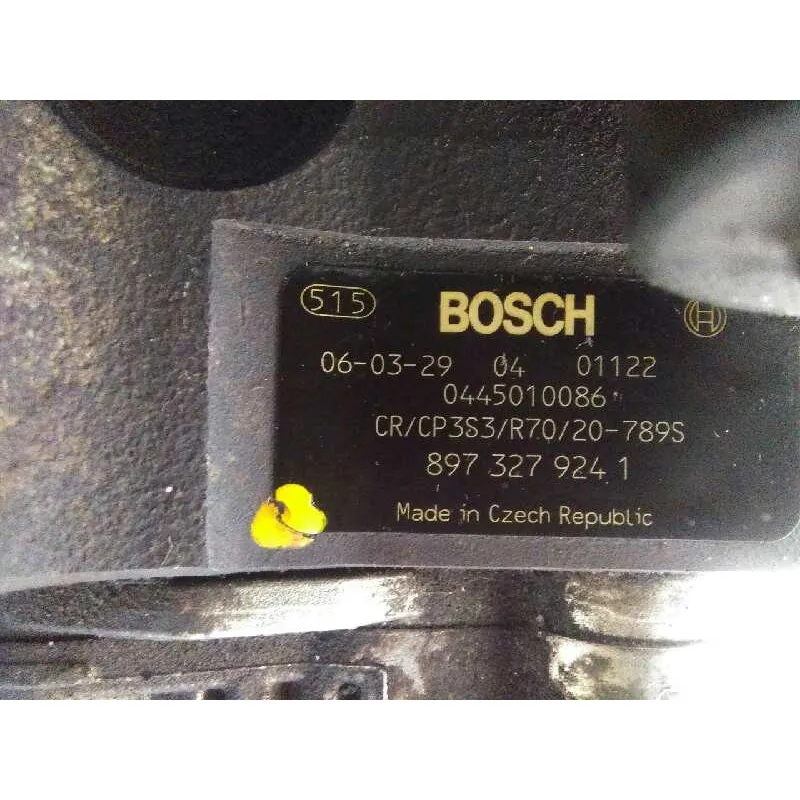 515 BOSCH H
06-03-29 04 01122
0445010086
CR/CP3S3/R70/20-789S
897 327 924 1
Made in Czech Republic